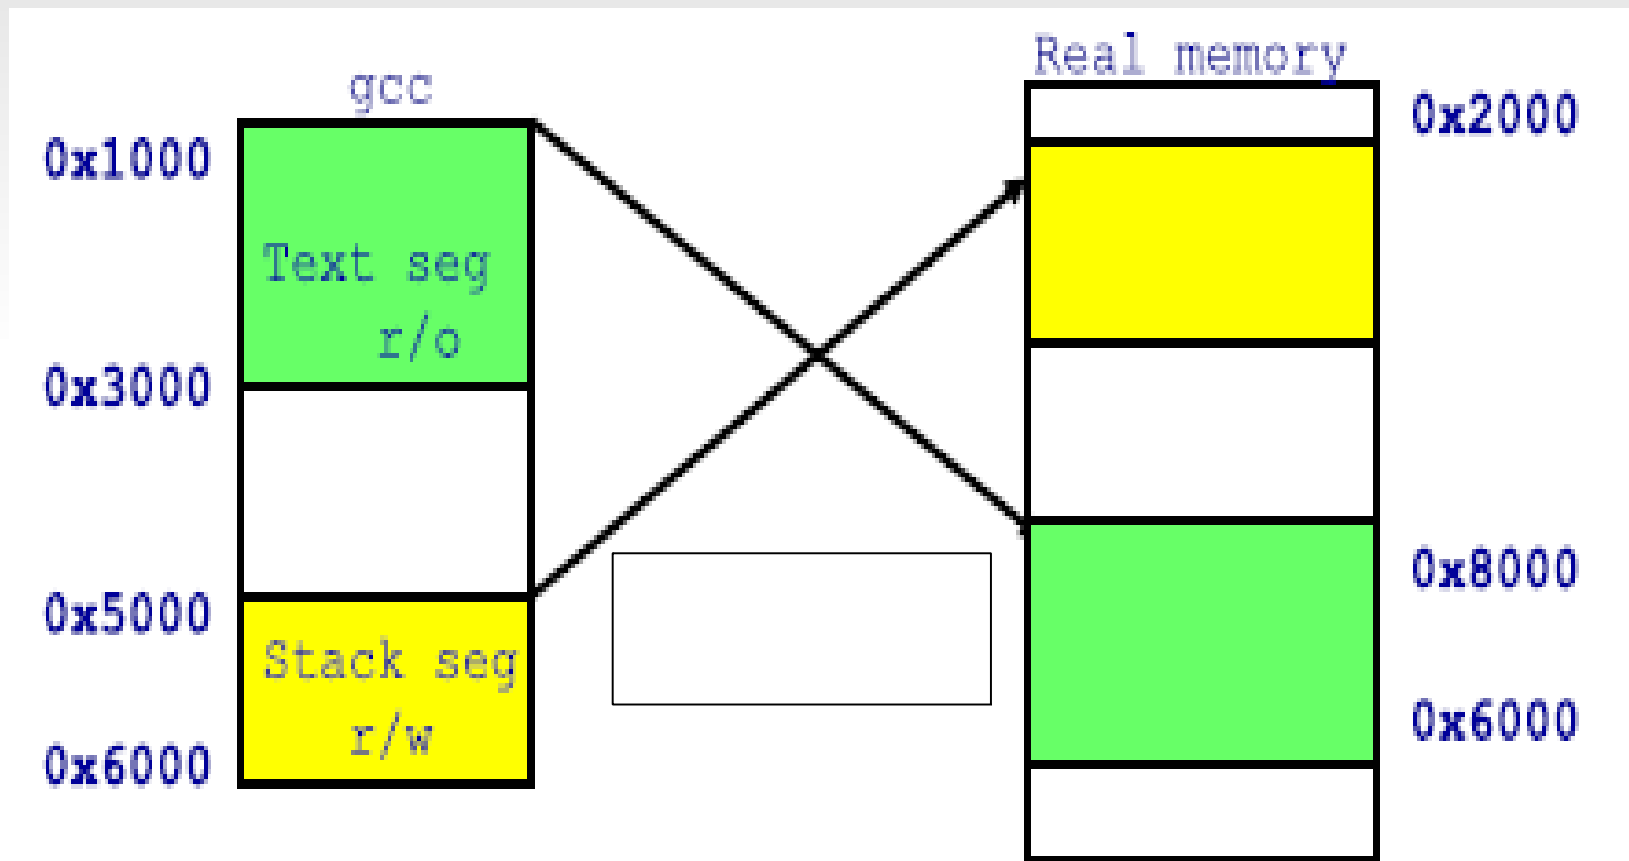 gcc
0x1000
Text seg
r/o
0x3000
0x5000
Stack seg
r/w
0x6000
Real memory
0x2000
0x8000
0x6000